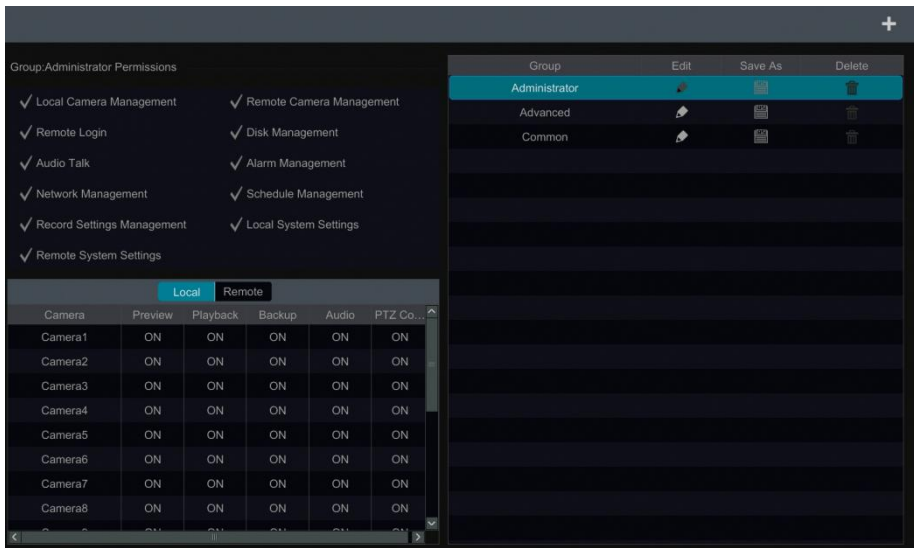 Group:Administrator Permissions
Local Camera Management Remote Camera Management
Remote Login Disk Management
Audio Talk Alarm Management
Network Management Schedule Management
Record Settings Management Local System Settings
Remote System Settings
Local Remote
Camera Preview Playback Backup Audio PTZ Co...
Camera1 ON ON ON ON ON
Camera2 ON ON ON ON ON
Camera3 ON ON ON ON ON
Camera4 ON ON ON ON ON
Camera5 ON ON ON ON ON
Camera6 ON ON ON ON ON
Camera7 ON ON ON ON ON
Camera8 ON ON ON ON ON
Group Edit Save As Delete
Administrator
Advanced
Common